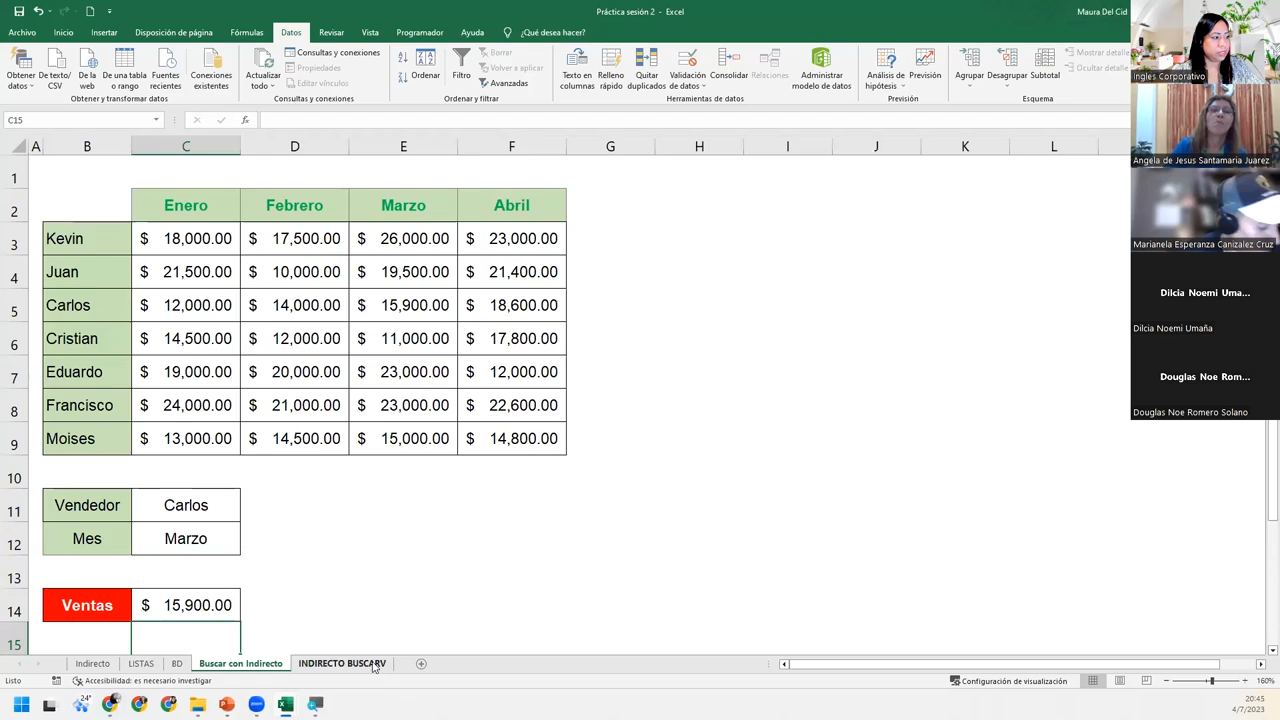 Práctica sesión 2 - Excel
Maura Del Cid
Archivo Inicio Insertar Disposición de página Fórmulas Datos Revisar Vista Programador Ayuda ¿Qué desea hacer?
Obtener datos
De texto/CSV
De la web
De una tabla o rango
Fuentes recientes
Conexiones existentes
Obtener y transformar datos
Actualizar todo
Consultas y conexiones
Propiedades
Editar vínculos
Consultas y conexiones
Ordenar
Filtro
Borrar
Volver a aplicar
Avanzadas
Ordenar y filtrar
Texto en columnas
Relleno rápido
Quitar duplicados
Validación de datos
Consolidar
Relaciones
Administrar modelo de datos
Herramientas de datos
Análisis de hipótesis
Previsión
Previsión
Agrupar
Desagrupar
Subtotal
Mostrar detalle
Ocultar detalle
Esquema
C15
fx
A B C D E F G H I J K L
1
2 Enero Febrero Marzo Abril
3 Kevin $ 18,000.00 $ 17,500.00 $ 26,000.00 $ 23,000.00
4 Juan $ 21,500.00 $ 10,000.00 $ 19,500.00 $ 21,400.00
5 Carlos $ 12,000.00 $ 14,000.00 $ 15,900.00 $ 18,600.00
6 Cristian $ 14,500.00 $ 12,000.00 $ 11,000.00 $ 17,800.00
7 Eduardo $ 19,000.00 $ 20,000.00 $ 23,000.00 $ 12,000.00
8 Francisco $ 24,000.00 $ 21,000.00 $ 23,000.00 $ 22,600.00
9 Moises $ 13,000.00 $ 14,500.00 $ 15,000.00 $ 14,800.00
10
11 Vendedor Carlos
12 Mes Marzo
13
14 Ventas $ 15,900.00
15
Indirecto LISTAS BD Buscar con Indirecto INDIRECTO BUSCARV
Listo Accesibilidad: es necesario investigar Configuración de visualización 160%
24°
20:45
4/7/2023
Ingles Corporativo
Angela de Jesus Santamaria Juarez
Marianela Esperanza Canizalez Cruz
Dilcia Noemi Uma...
Dilcia Noemi Umaña
Douglas Noe Rom...
Douglas Noe Romero Solano